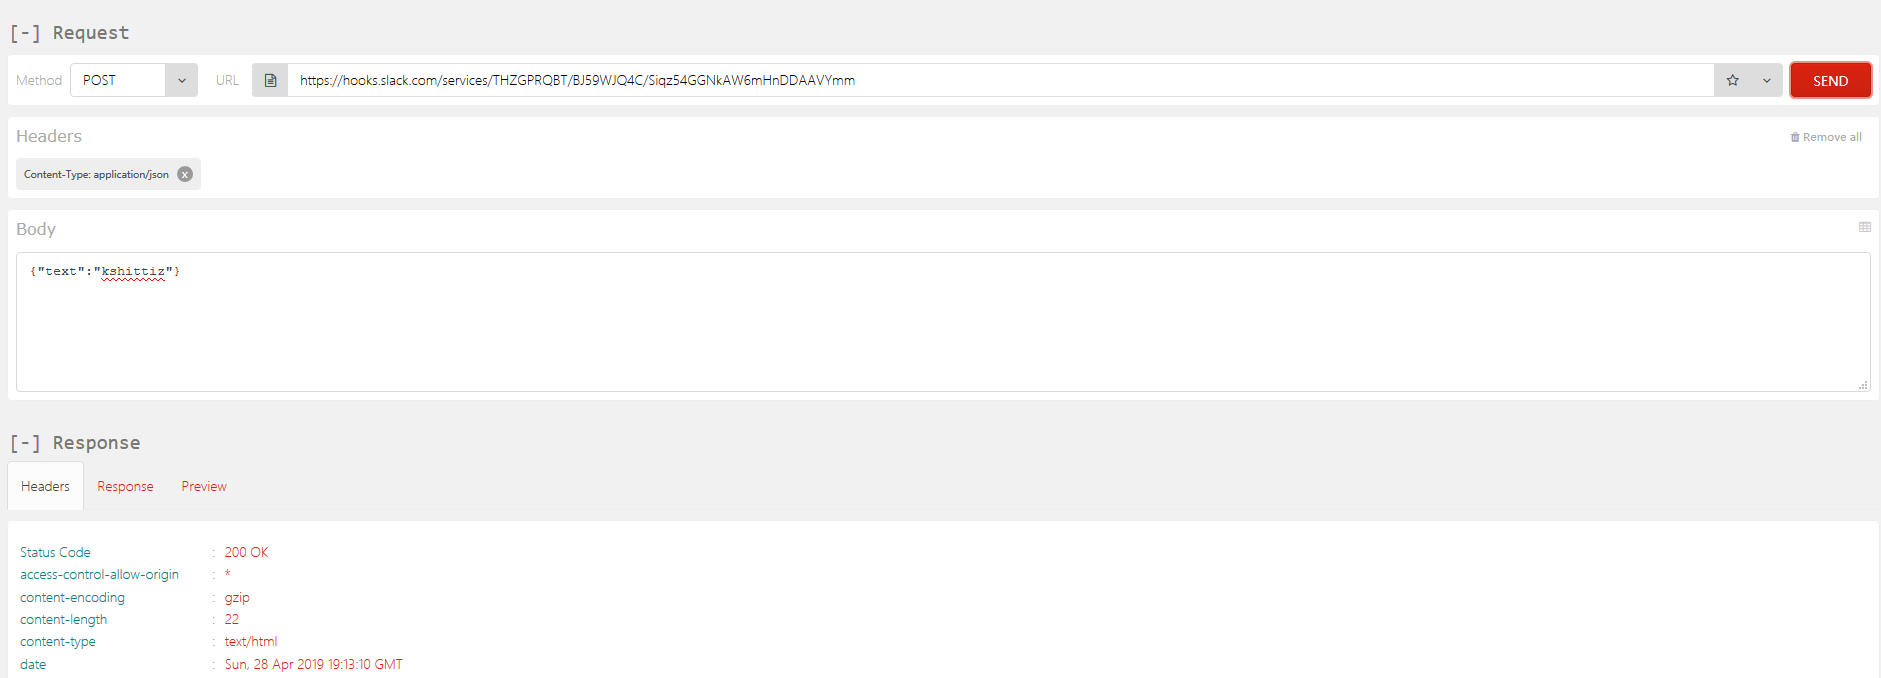 [-] Request
Method POST URL https://hooks.slack.com/services/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 SEND
Headers Remove all
Content-Type: application/json x
Body
{"text":"kshittiz"}
[-] Response
Headers Response Preview
Status Code : 200 OK
access-control-allow-origin : *
content-encoding : gzip
content-length : 22
content-type : text/html
date : Sun, 28 Apr 2019 19:13:10 GMT